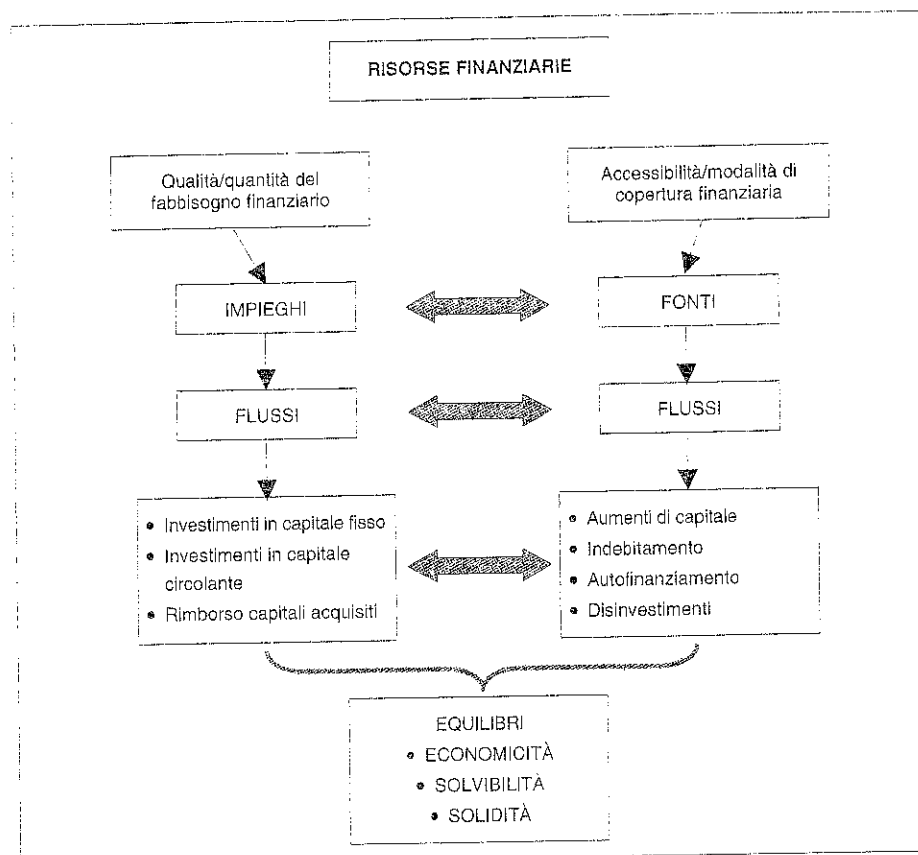 RISORSE FINANZIARIE
Qualità/quantità del
fabbisogno finanziario
Accessibilità/modalità di
copertura finanziaria
IMPIEGHI
FONTI
FLUSSI
FLUSSI
• Investimenti in capitale fisso
• Investimenti in capitale
circolante
• Rimborso capitali acquisiti
• Aumenti di capitale
• Indebitamento
• Autofinanziamento
• Disinvestimenti
EQUILIBRI
• ECONOMICITÀ
• SOLVIBILITÀ
• SOLIDITÀ